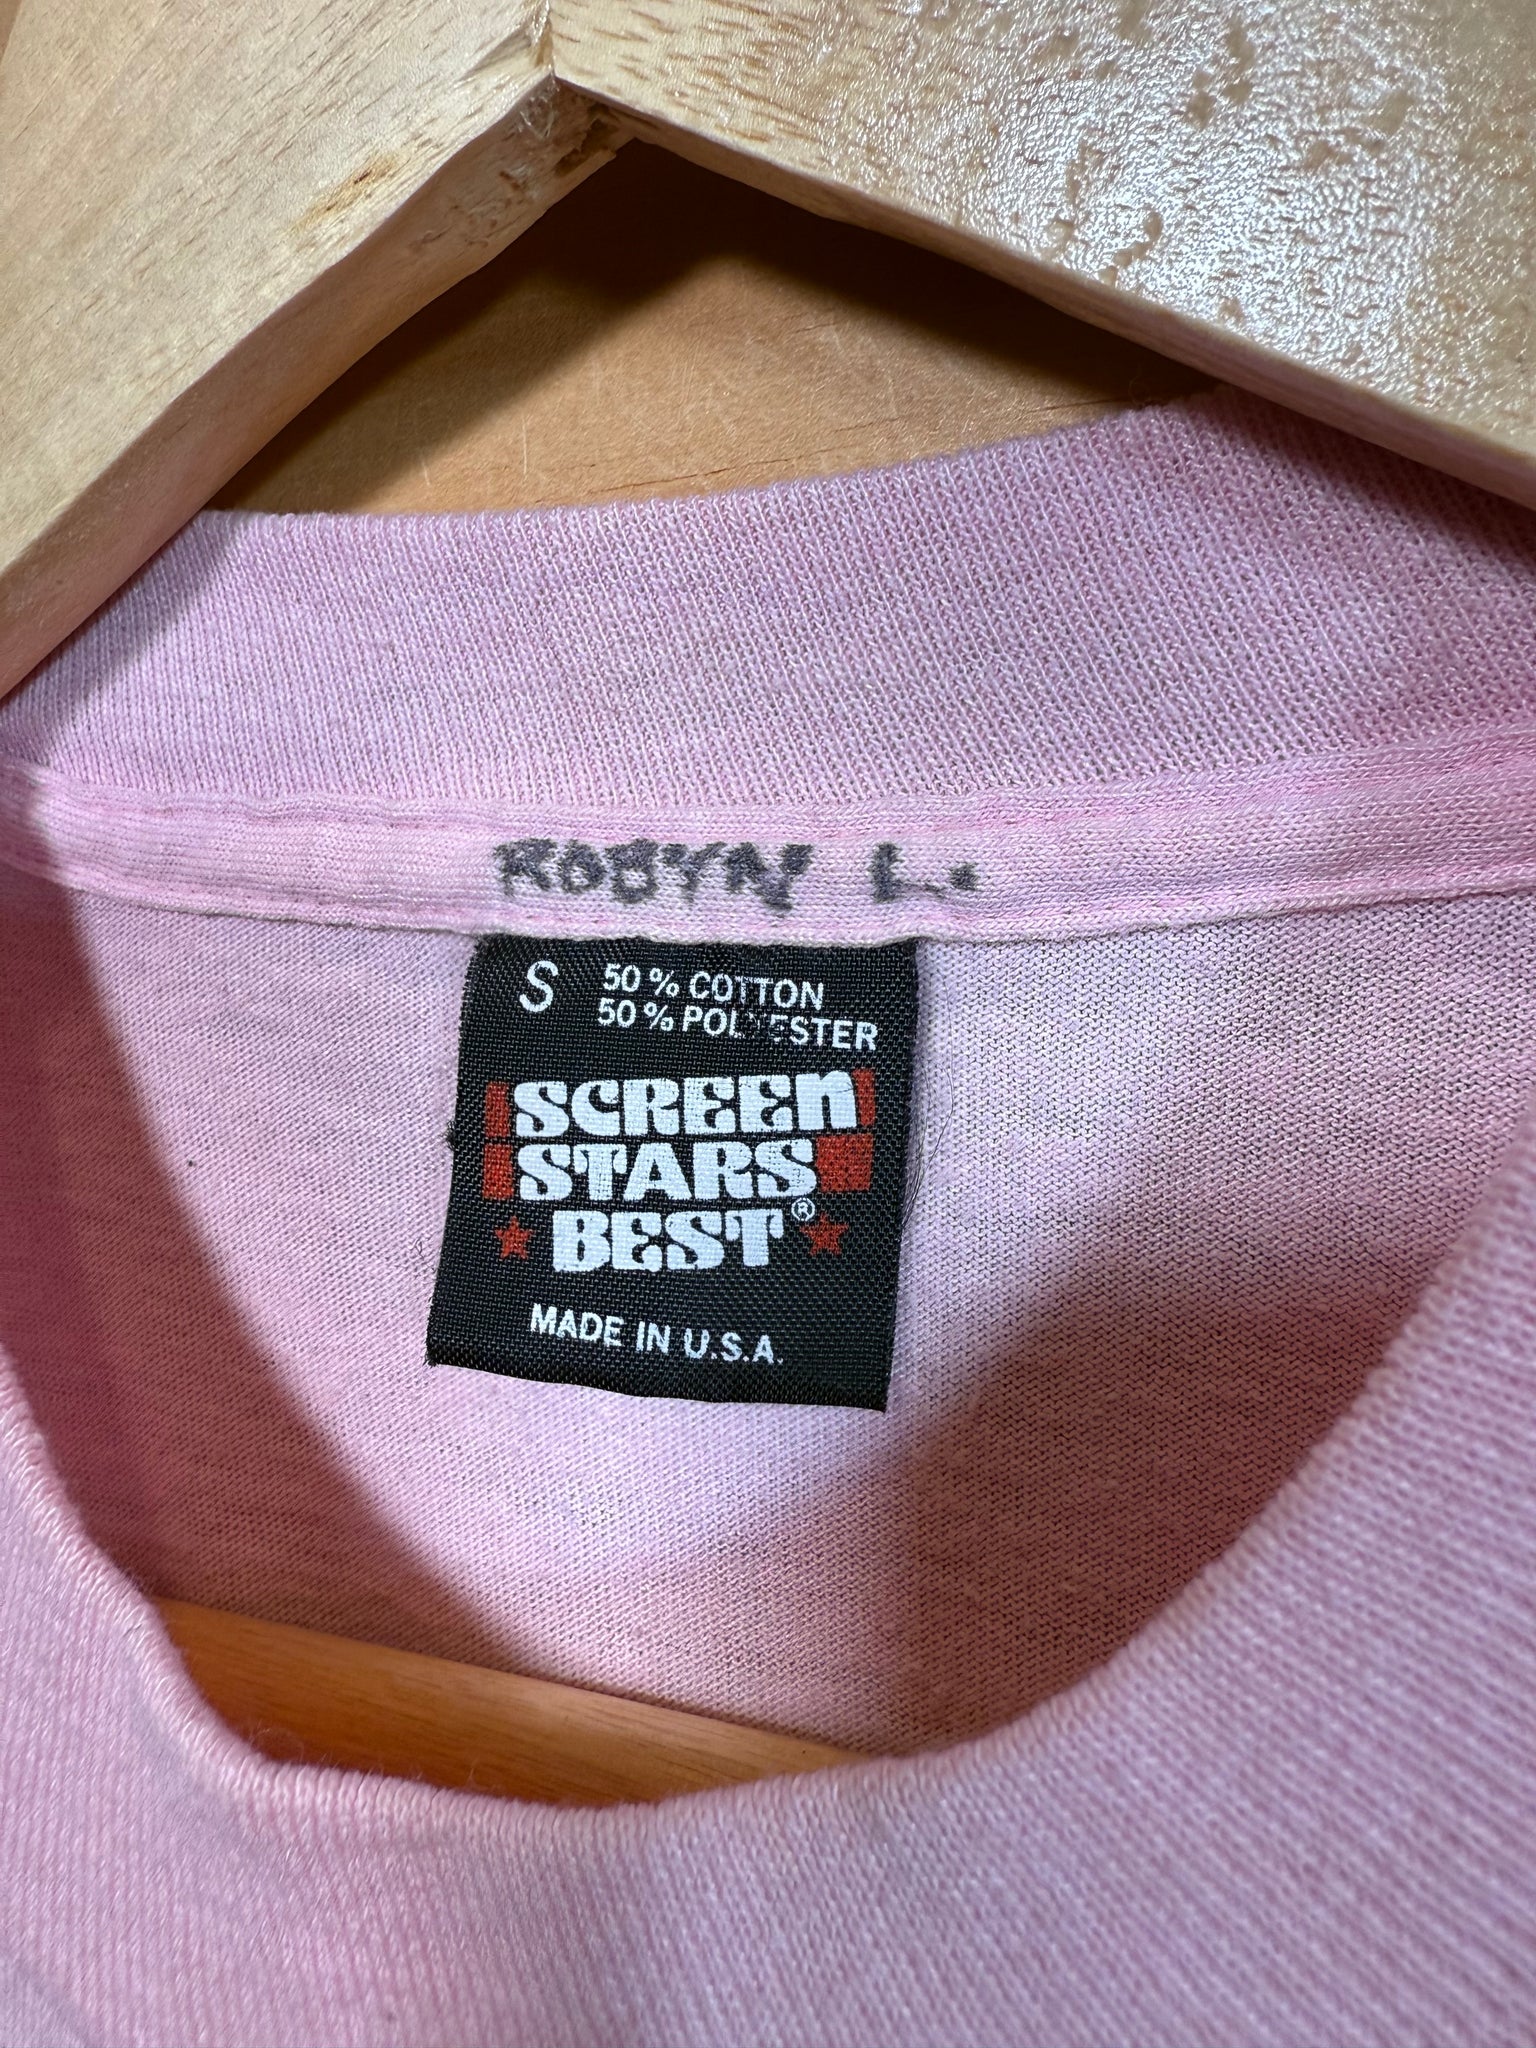 ROBYN L.
S 50% COTTON
50% POLYESTER
SCREEn
STARS
BEST®
MADE IN U.S.A.